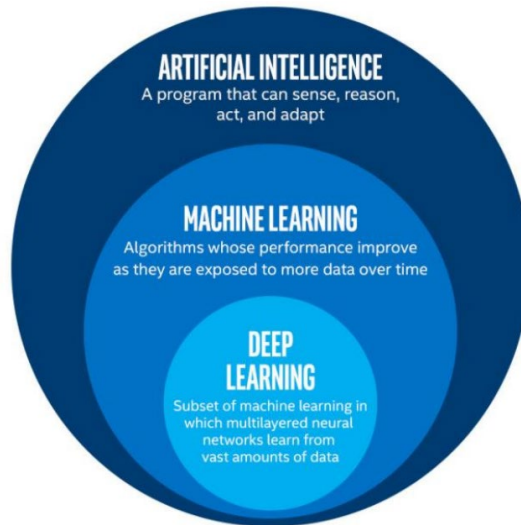 ARTIFICIAL INTELLIGENCE
A program that can sense, reason,
act, and adapt
MACHINE LEARNING
Algorithms whose performance improve
as they are exposed to more data over time
DEEP
LEARNING
Subset of machine learning in
which multilayered neural
networks learn from
vast amounts of data